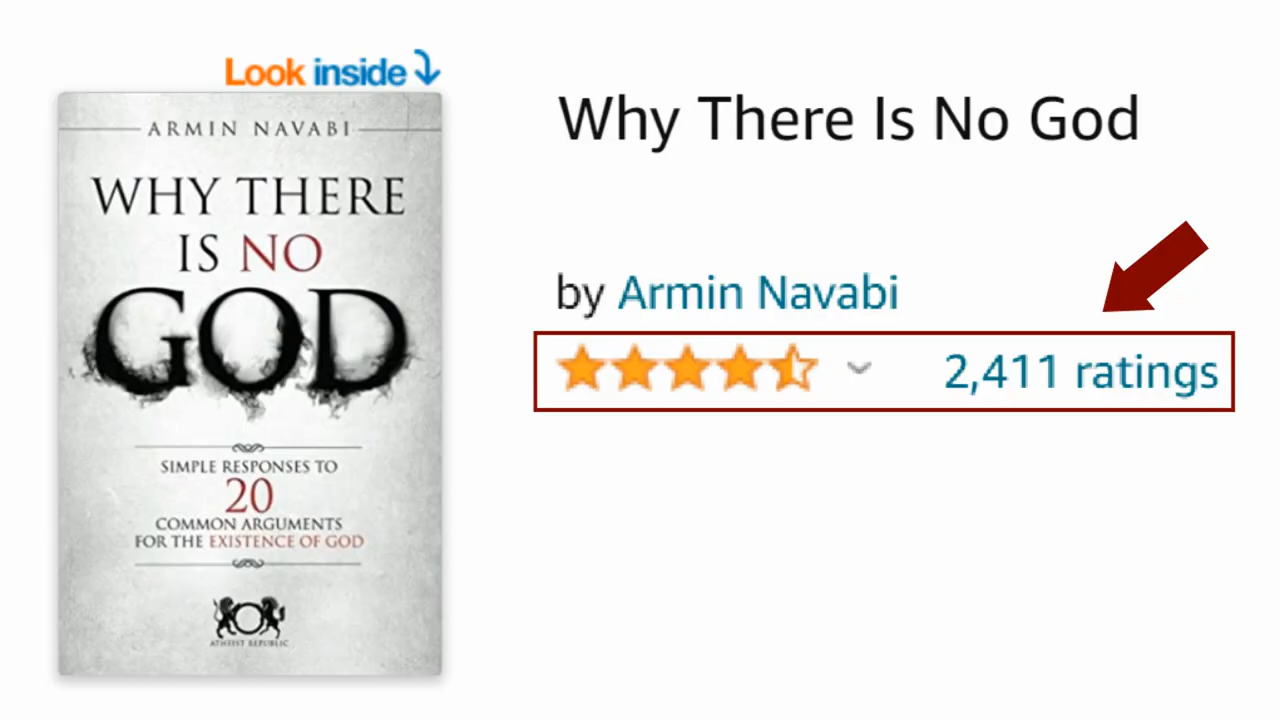 Look inside
ARMIN NAVABI
WHY THERE
IS NO
GOD
SIMPLE RESPONSES TO
20
COMMON ARGUMENTS
FOR THE EXISTENCE OF GOD
ATHEIST REPUBLIC
Why There Is No God
by Armin Navabi
2,411 ratings